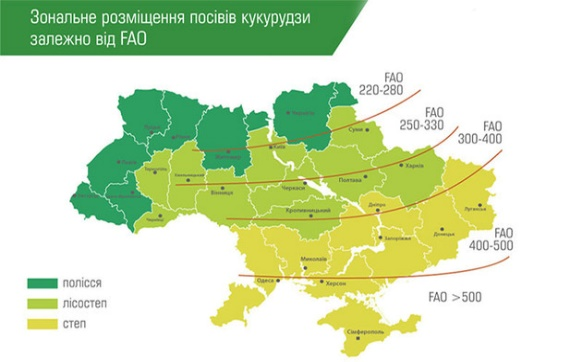 Зональне розміщення посівів кукурудзи
залежно від FAO
FAO
220-280
FAO
250-330
FAO
300-400
FAO
400-500
FAO >500
Суми
Київ
Харків
Полтава
Черкаси
Вінниця
Кропивницький
Дніпро
Луганськ
Донецьк
Запоріжжя
Миколаїв
Одеса
Херсон
Сімферополь
полісся
лісостеп
степ